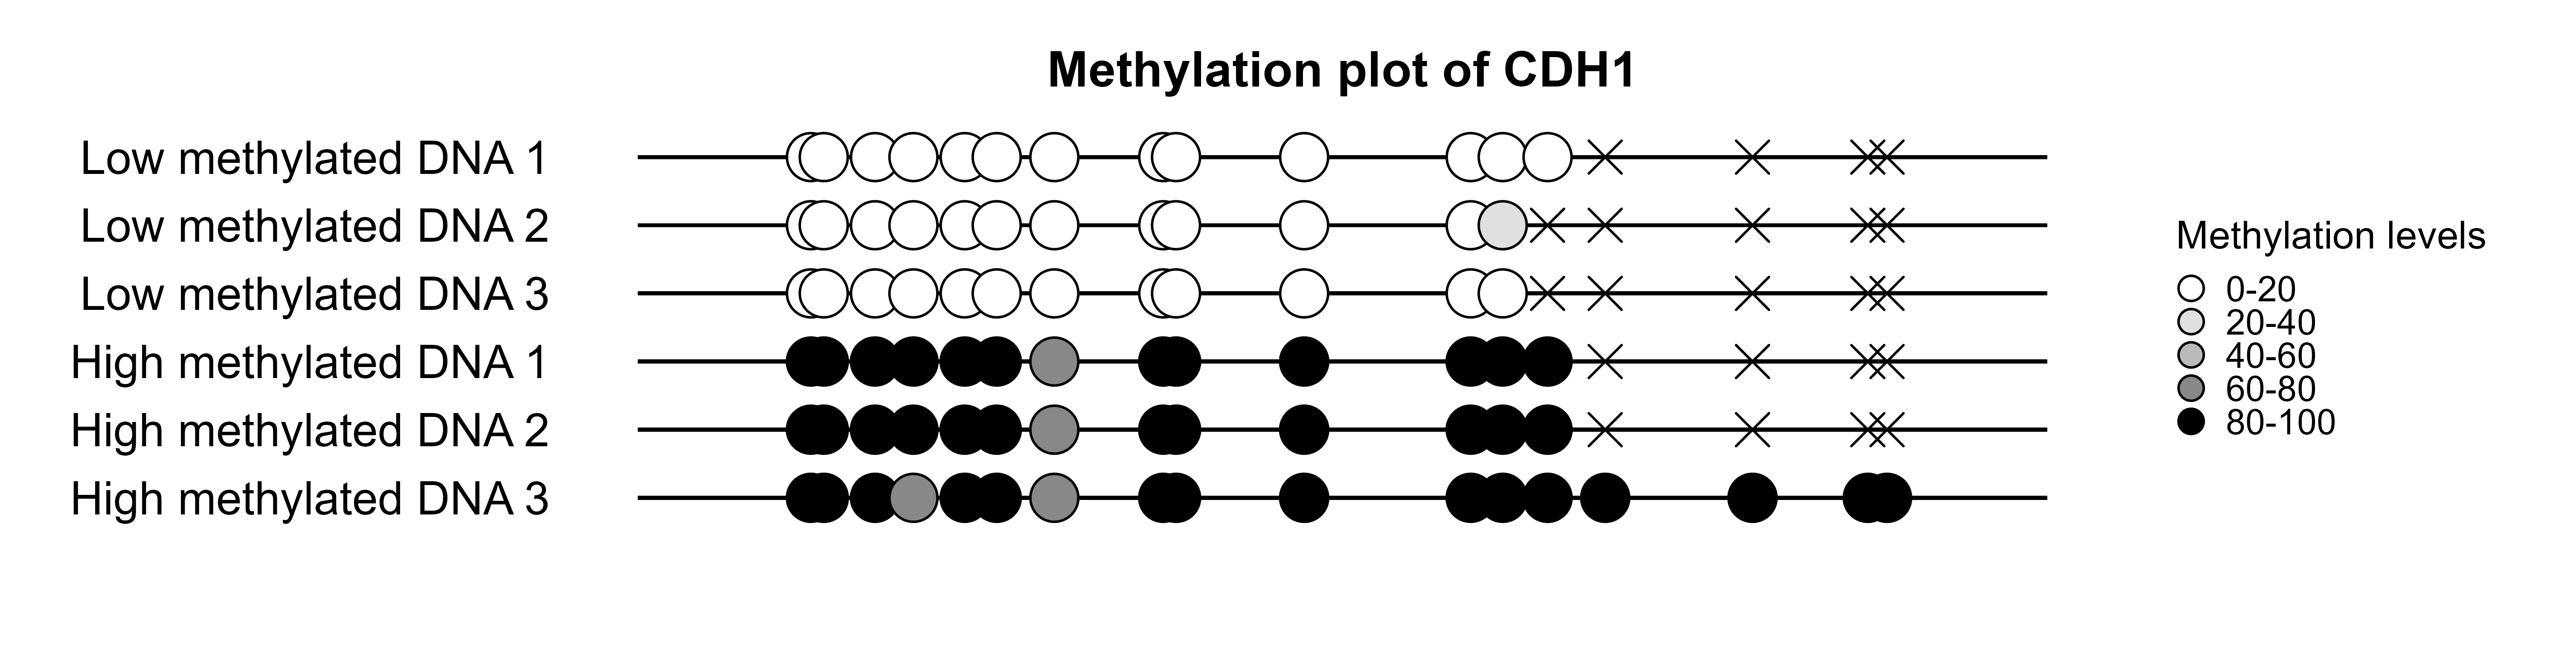 Methylation plot of CDH1
Low methylated DNA 1
Low methylated DNA 2
Low methylated DNA 3
High methylated DNA 1
High methylated DNA 2
High methylated DNA 3
Methylation levels
0-20
20-40
40-60
60-80
80-100